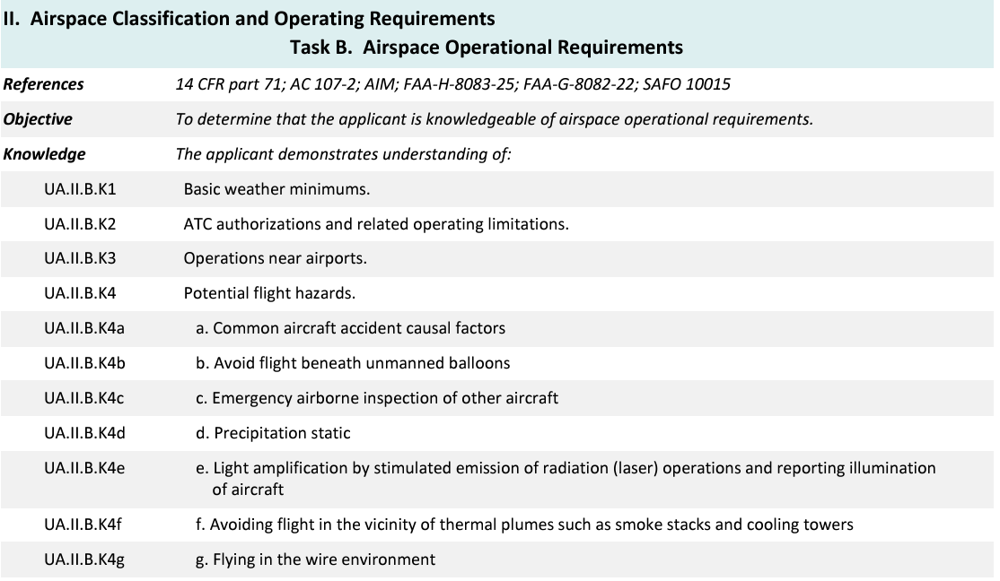 II. Airspace Classification and Operating Requirements
Task B. Airspace Operational Requirements
References 14 CFR part 71; AC 107-2; AIM; FAA-H-8083-25; FAA-G-8082-22; SAFO 10015
Objective To determine that the applicant is knowledgeable of airspace operational requirements.
Knowledge The applicant demonstrates understanding of:
UA.II.B.K1 Basic weather minimums.
UA.II.B.K2 ATC authorizations and related operating limitations.
UA.II.B.K3 Operations near airports.
UA.II.B.K4 Potential flight hazards.
UA.II.B.K4a a. Common aircraft accident causal factors
UA.II.B.K4b b. Avoid flight beneath unmanned balloons
UA.II.B.K4c c. Emergency airborne inspection of other aircraft
UA.II.B.K4d d. Precipitation static
UA.II.B.K4e e. Light amplification by stimulated emission of radiation (laser) operations and reporting illumination
of aircraft
UA.II.B.K4f f. Avoiding flight in the vicinity of thermal plumes such as smoke stacks and cooling towers
UA.II.B.K4g g. Flying in the wire environment